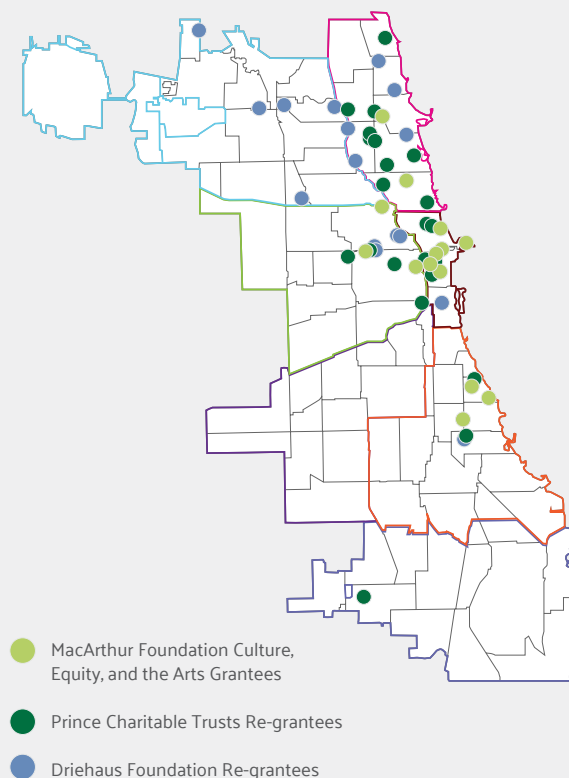 MacArthur Foundation Culture,
Equity, and the Arts Grantees
Prince Charitable Trusts Re-grantees
Driehaus Foundation Re-grantees